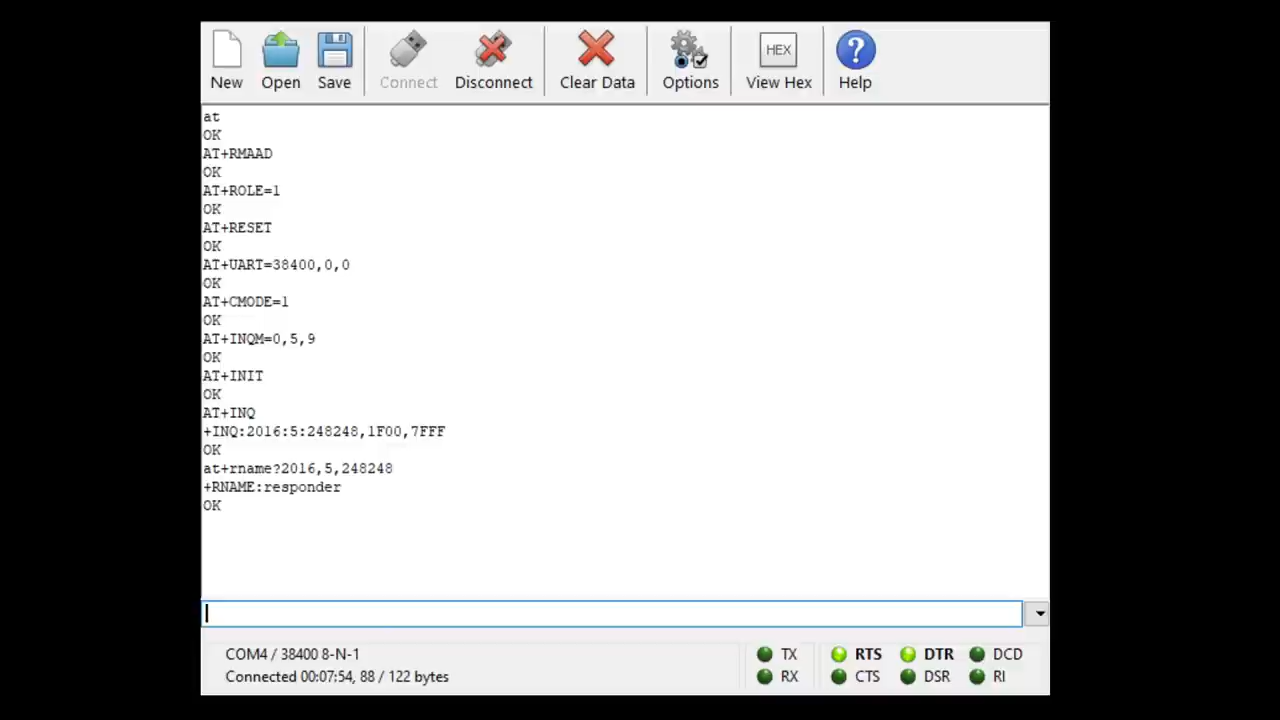 New Open Save Connect Disconnect Clear Data Options HEX View Hex ? Help
at
OK
AT+RMAAD
OK
AT+ROLE=1
OK
AT+RESET
OK
AT+UART=38400,0,0
OK
AT+CMODE=1
OK
AT+INQM=0,5,9
OK
AT+INIT
OK
AT+INQ
+INQ:2016:5:248248,1F00,7FFF
OK
at+rname?2016,5,248248
+RNAME:responder
OK
COM4 / 38400 8-N-1 TX RTS DTR DCD
Connected 00:07:54, 88 / 122 bytes RX CTS DSR RI